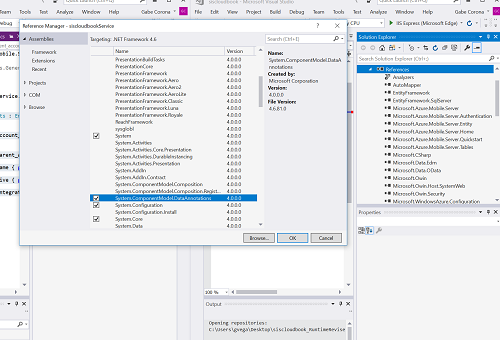 siscloudbook - Microsoft Visual Studio
Reference Manager - siscloudbookService
Assemblies
Framework
Extensions
Recent
Projects
COM
Browse
Targeting: .NET Framework 4.6
Search (Ctrl+E)
Name
Version
PresentationBuildTasks 4.0.0.0
PresentationCore 4.0.0.0
PresentationFramework 4.0.0.0
PresentationFramework.Aero 4.0.0.0
PresentationFramework.Aero2 4.0.0.0
PresentationFramework.AeroLite 4.0.0.0
PresentationFramework.Classic 4.0.0.0
PresentationFramework.Luna 4.0.0.0
PresentationFramework.Royale 4.0.0.0
ReachFramework 4.0.0.0
sysglobl 4.0.0.0
System 4.0.0.0
System.Activities 4.0.0.0
System.Activities.Core.Presentation 4.0.0.0
System.Activities.DurableInstancing 4.0.0.0
System.Activities.Presentation 4.0.0.0
System.AddIn 4.0.0.0
System.AddIn.Contract 4.0.0.0
System.ComponentModel.Composition 4.0.0.0
System.ComponentModel.Composition.Regist... 4.0.0.0
System.ComponentModel.DataAnnotations 4.0.0.0
System.Configuration 4.0.0.0
System.Configuration.Install 4.0.0.0
System.Core 4.0.0.0
System.Data 4.0.0.0
Name:
System.ComponentModel.DataA
nnotations
Created by:
Microsoft Corporation
Version:
4.0.0.0
File Version:
4.6.81.0
Browse...
OK
Cancel
Gabe Corona
CPU
IIS Express (Microsoft Edge)
Team Tools Test Analyze Window Help
Build Debug Team Tools
Test Analyze Window Help Gabe Corona
Solution Explorer
Search Solution Explorer (Ctrl+;)
References
Analyzers
AutoMapper
EntityFramework
EntityFramework.SqlServer
Microsoft.Azure.Mobile.Server
Microsoft.Azure.Mobile.Server.Authentication
Microsoft.Azure.Mobile.Server.Entity
Microsoft.Azure.Mobile.Server.Home
Microsoft.Azure.Mobile.Server.Quickstart
Microsoft.Azure.Mobile.Server.Tables
Microsoft.CSharp
Microsoft.Data.Edm
Microsoft.Data.OData
Microsoft.Owin
Microsoft.Owin.Host.SystemWeb
Microsoft.Owin.Security
Microsoft.WindowsAzure.Configuration
Properties
100 %
Output
Opening repositories:
C:\Users\gvega\Desktop\siscloudbook_RuntimeRevise